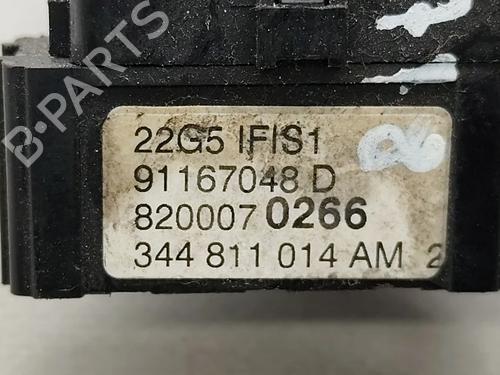 B-PARTS
22G5 IFIS1
91167048 D
820007 0266
344 811 014 AM 2